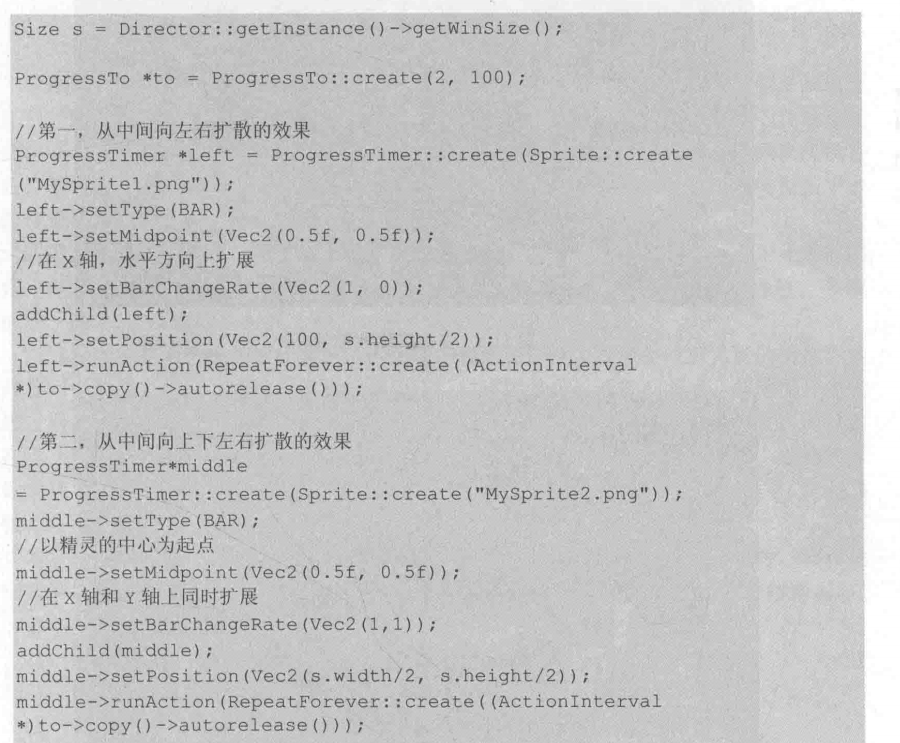 Size s = Director::getInstance()->getWinSize();
ProgressTo *to = ProgressTo::create(2, 100);
//第一，从中间向左右扩散的效果
ProgressTimer *left = ProgressTimer::create(Sprite::create
("MySprite1.png"));
left->setType(BAR);
left->setMidpoint(Vec2(0.5f, 0.5f));
//在 X 轴，水平方向上扩展
left->setBarChangeRate(Vec2(1, 0));
addChild(left);
left->setPosition(Vec2(100, s.height/2));
left->runAction(RepeatForever::create((ActionInterval
*)to->copy()->autorelease()));
//第二，从中间向上下左右扩散的效果
ProgressTimer*middle
= ProgressTimer::create(Sprite::create("MySprite2.png"));
middle->setType(BAR);
//以精灵的中心为起点
middle->setMidpoint(Vec2(0.5f, 0.5f));
//在 X 轴和 Y 轴上同时扩展
middle->setBarChangeRate(Vec2(1,1));
addChild(middle);
middle->setPosition(Vec2(s.width/2, s.height/2));
middle->runAction(RepeatForever::create((ActionInterval
*)to->copy()->autorelease()));